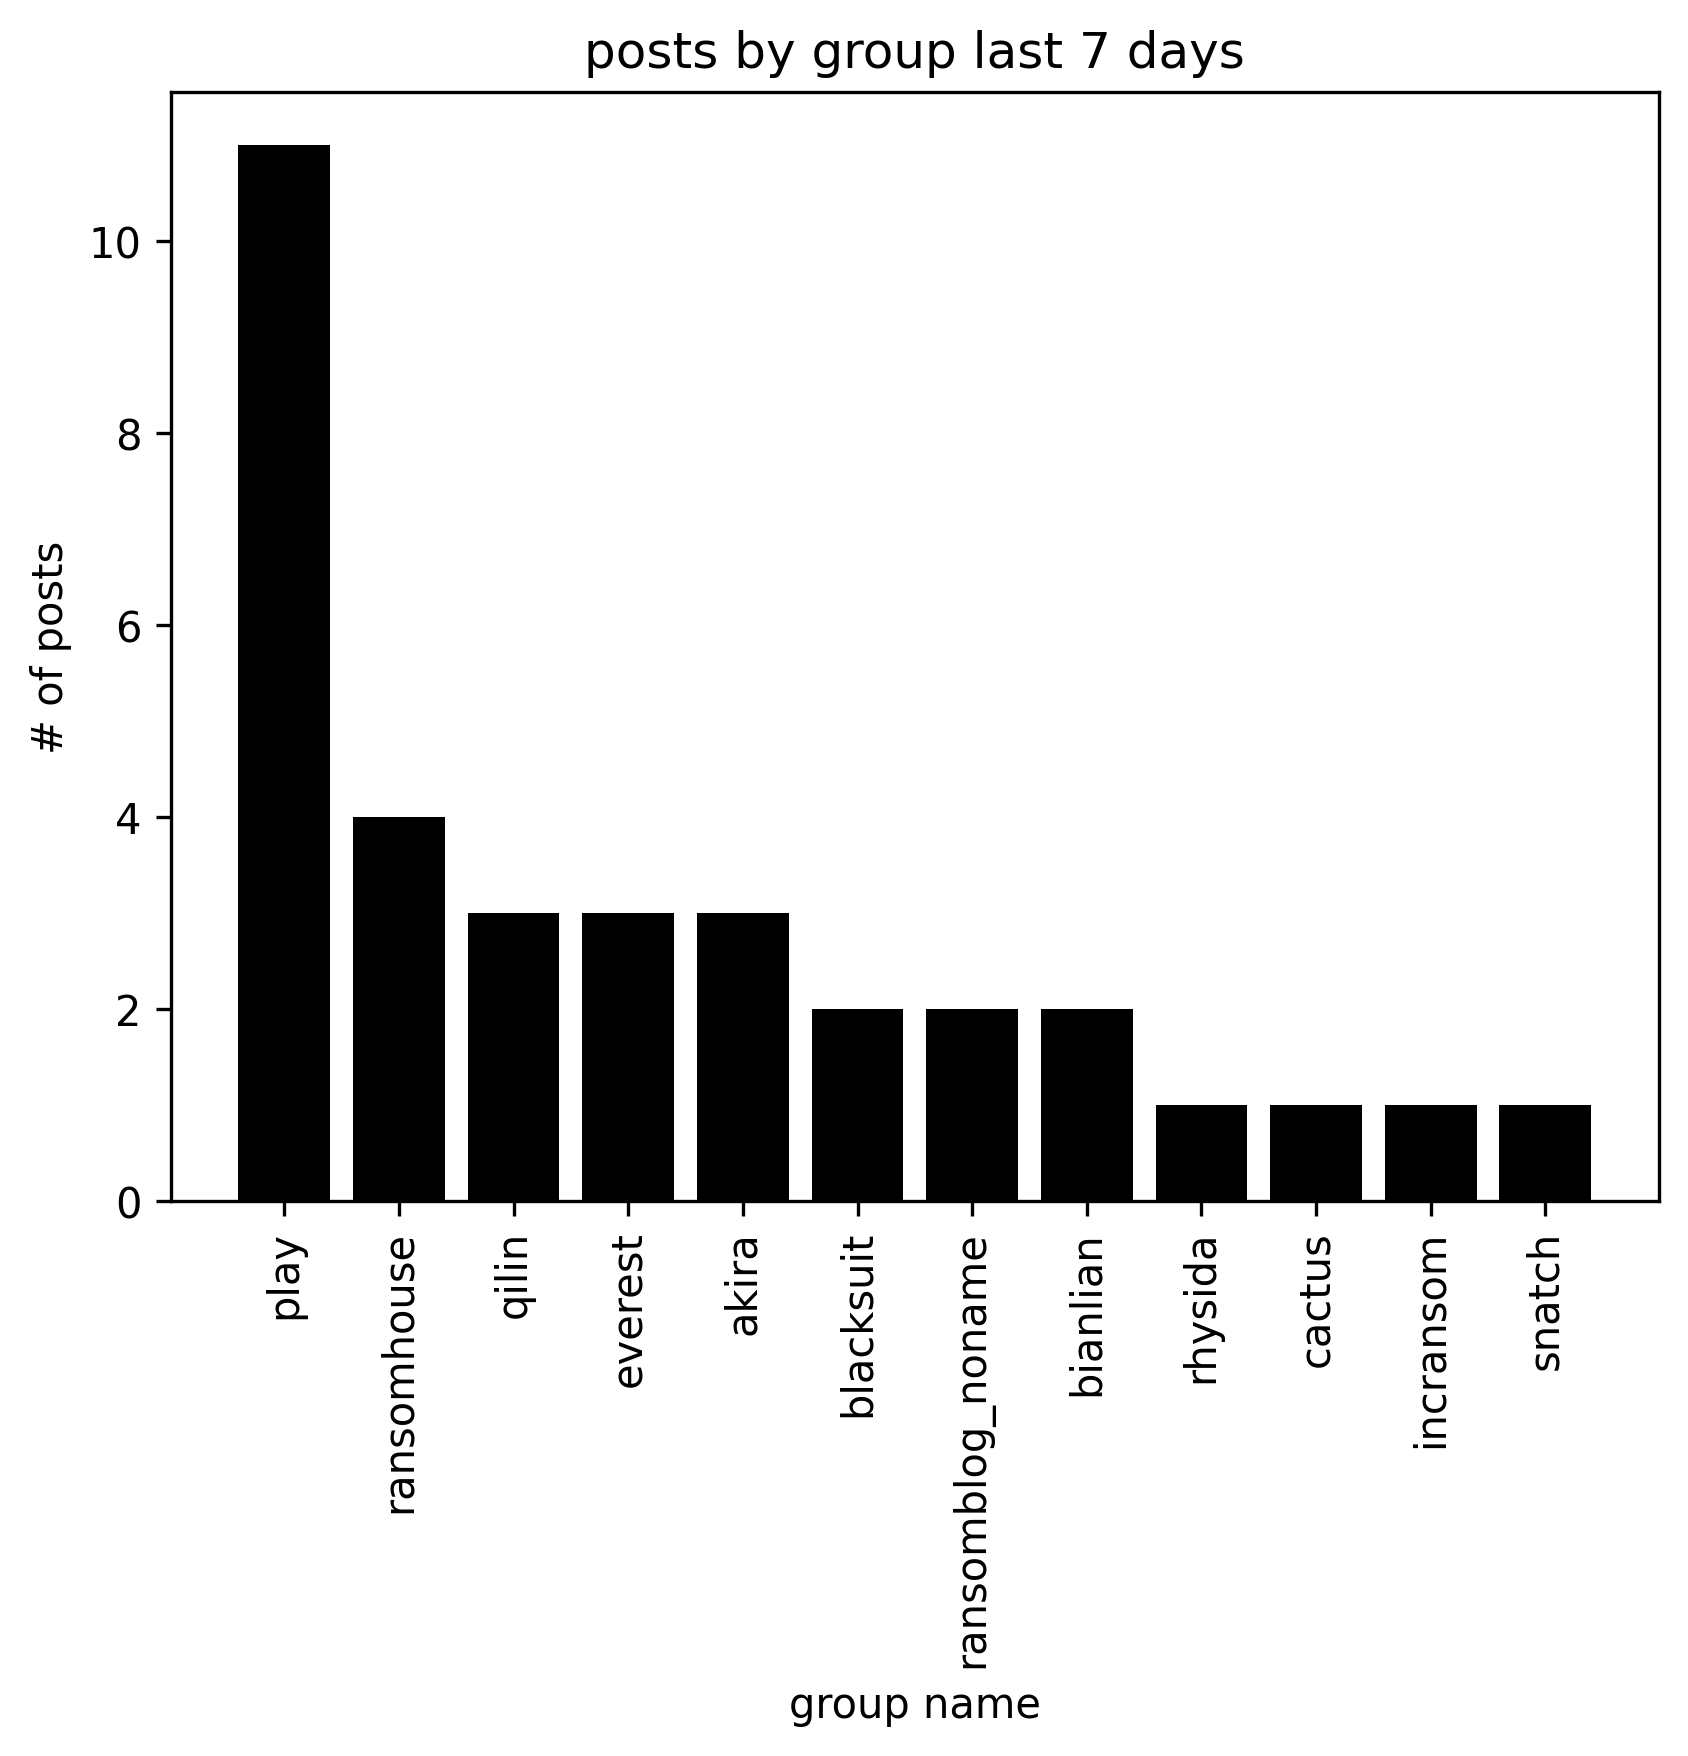 posts by group last 7 days
# of posts
10
8
6
4
2
0
play
ransomhouse
qilin
everest
akira
blacksuit
ransomblog_noname
bianlian
rhysida
cactus
incransom
snatch
group name